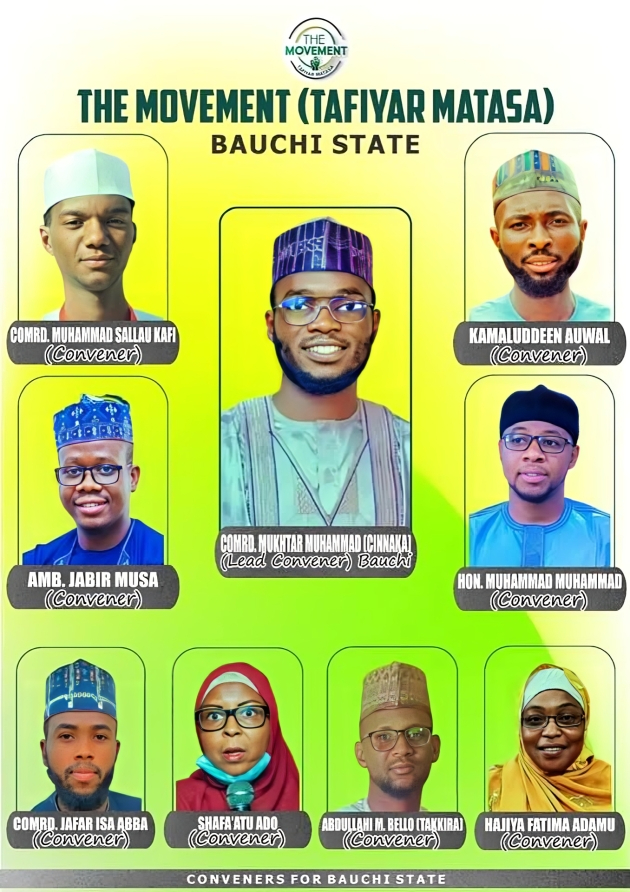 THE
MOVEMENT
TAFIYAR MATASA
THE MOVEMENT (TAFIYAR MATASA)
BAUCHI STATE
COMRD. MUHAMMAD SALLAU KAFI
(Convener)
KAMALUDDEEN AUWAL
(Convener)
COMRD. MUKHTAR MUHAMMAD (CINNAKA)
(Lead Convener) Bauchi
AMB. JABIR MUSA
(Convener)
HON. MUHAMMAD MUHAMMAD
(Convener)
COMRD. JAFAR ISA ABBA
(Convener)
SHAFA'ATU ADO
(Convener)
ABDULLAHI M. BELLO (TAKKIRA)
(Convener)
HAJIYA FATIMA ADAMU
(Convener)
CONVENERS FOR BAUCHI STATE